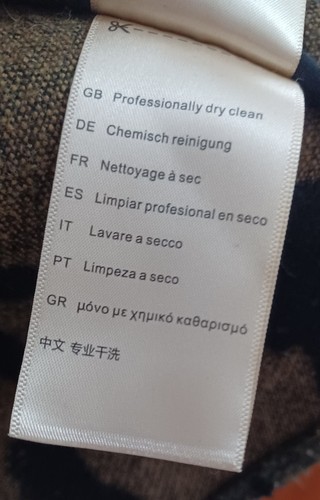 GB Professionally dry clean
DE Chemisch reinigung
FR Nettoyage à sec
ES Limpiar profesional en seco
IT Lavare a secco
PT Limpeza a seco
GR μόνο με χημικό καθαρισμό
中文 专业干洗